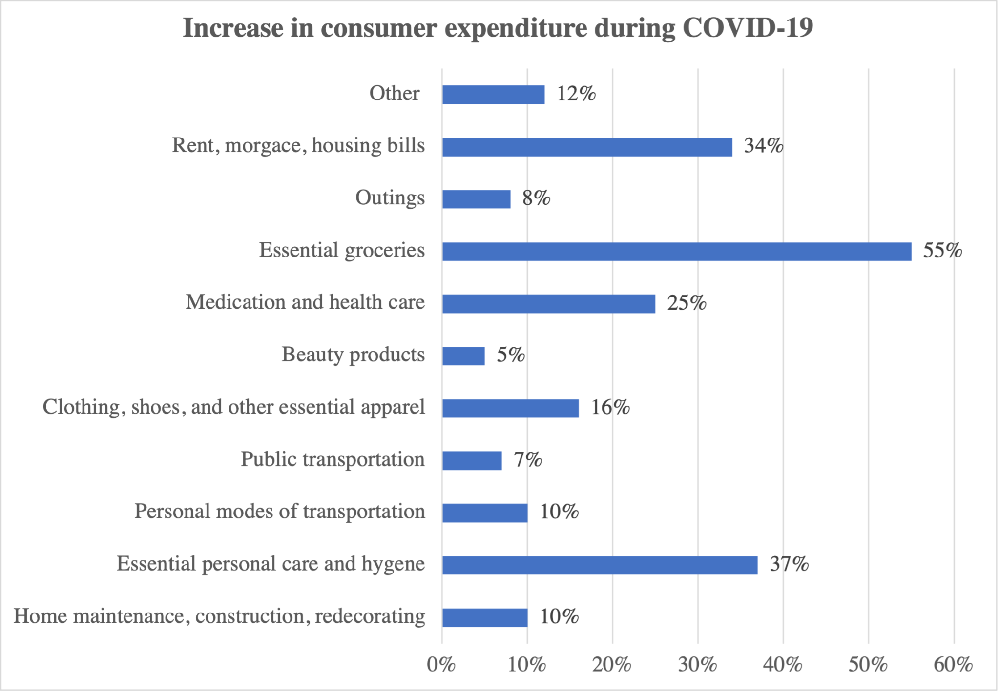 Increase in consumer expenditure during COVID-19
Other 12%
Rent, morgace, housing bills 34%
Outings 8%
Essential groceries 55%
Medication and health care 25%
Beauty products 5%
Clothing, shoes, and other essential apparel 16%
Public transportation 7%
Personal modes of transportation 10%
Essential personal care and hygene 37%
Home maintenance, construction, redecorating 10%
0% 10% 20% 30% 40% 50% 60%